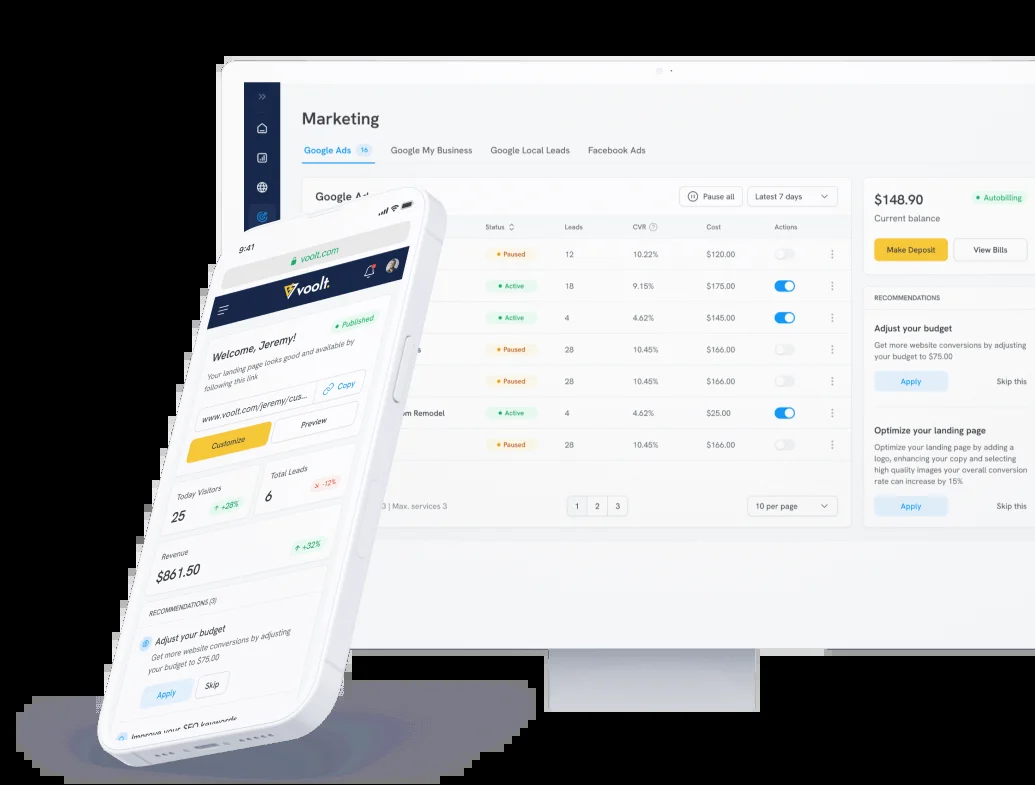 Marketing
Google Ads 16 Google My Business Google Local Leads Facebook Ads
Google Pause all Latest 7 days
Status Leads CVR Cost Actions
Paused 12 10.22% $120.00
Active 18 9.15% $175.00
Active 4 4.62% $145.00
Paused 28 10.45% $166.00
Paused 28 10.45% $166.00
Remodel Active 4 4.62% $25.00
Paused 28 10.45% $166.00
| Max. services 3 1 2 3 10 per page
$148.90 Autobilling
Current balance
Make Deposit View Bills
RECOMMENDATIONS
Adjust your budget
Get more website conversions by adjusting
your budget to $75.00
Apply Skip this
Optimize your landing page
Optimize your landing page by adding a
logo, enhancing your copy and selecting
high quality images your overall conversion
rate can increase by 15%
Apply Skip this
9:41
voolt.com
voolt.
Published
Welcome, Jeremy!
Your landing page looks good and available by
following this link
www.voolt.com/jeremy/cus... Copy
Customize Preview
Today Visitors
25 +28%
Total Leads
6 -12%
Revenue
$861.50 +32%
RECOMMENDATIONS (3)
Adjust your budget
Get more website conversions by adjusting
your budget to $75.00
Apply Skip
Improve your SEO keywords